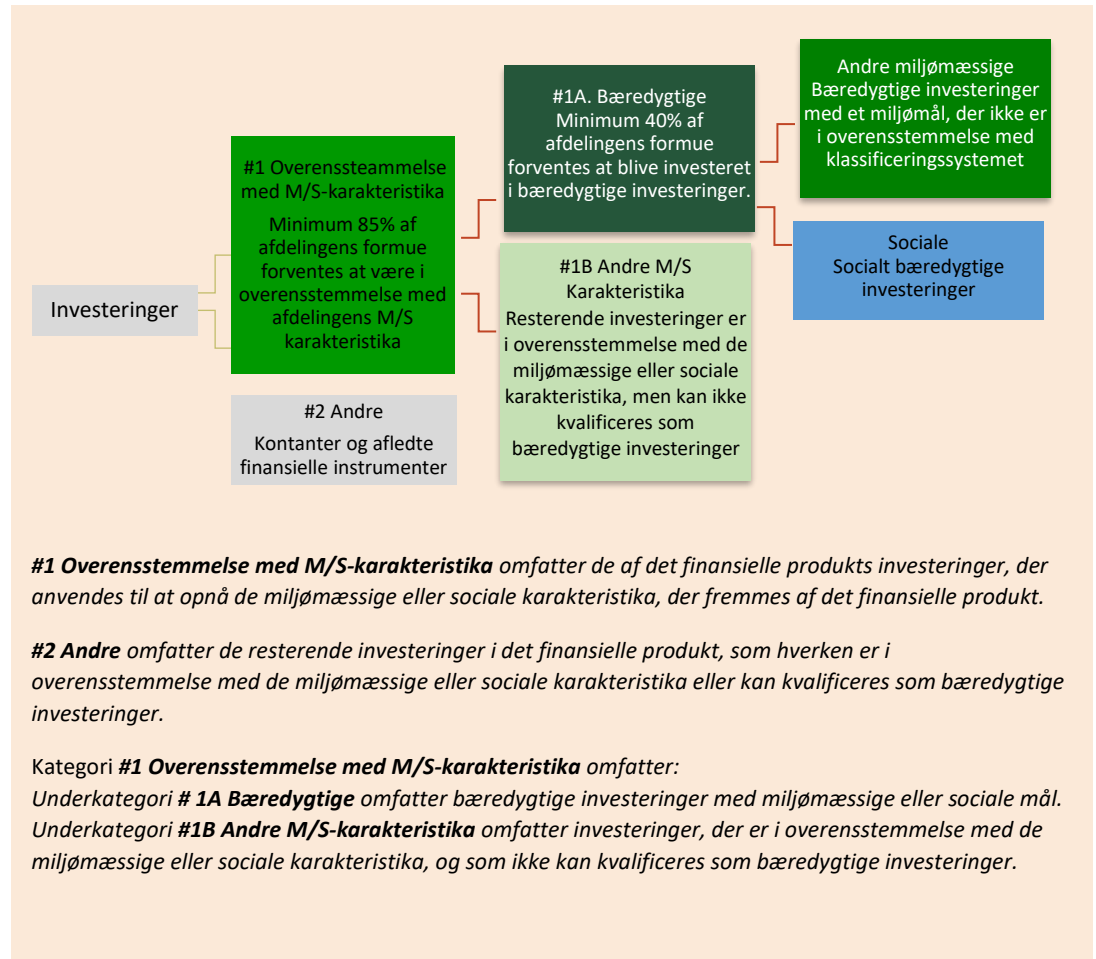 Investeringer
#1 Overenssteammelse
med M/S-karakteristika
Minimum 85% af
afdelingens formue
forventes at være i
overensstemmelse med
afdelingens M/S
karakteristika
#2 Andre
Kontanter og afledte
finansielle instrumenter
#1A. Bæredygtige
Minimum 40% af
afdelingens formue
forventes at blive investeret
i bæredygtige investeringer.
#1B Andre M/S
Karakteristika
Resterende investeringer er
i overensstemmelse med de
miljømæssige eller sociale
karakteristika, men kan ikke
kvalificeres som
bæredygtige investeringer
Andre miljømæssige
Bæredygtige investeringer
med et miljømål, der ikke er
i overensstemmelse med
klassificeringssystemet
Sociale
Socialt bæredygtige
investeringer
#1 Overensstemmelse med M/S-karakteristika omfatter de af det finansielle produkts investeringer, der
anvendes til at opnå de miljømæssige eller sociale karakteristika, der fremmes af det finansielle produkt.
#2 Andre omfatter de resterende investeringer i det finansielle produkt, som hverken er i
overensstemmelse med de miljømæssige eller sociale karakteristika eller kan kvalificeres som bæredygtige
investeringer.
Kategori #1 Overensstemmelse med M/S-karakteristika omfatter:
Underkategori # 1A Bæredygtige omfatter bæredygtige investeringer med miljømæssige eller sociale mål.
Underkategori #1B Andre M/S-karakteristika omfatter investeringer, der er i overensstemmelse med de
miljømæssige eller sociale karakteristika, og som ikke kan kvalificeres som bæredygtige investeringer.